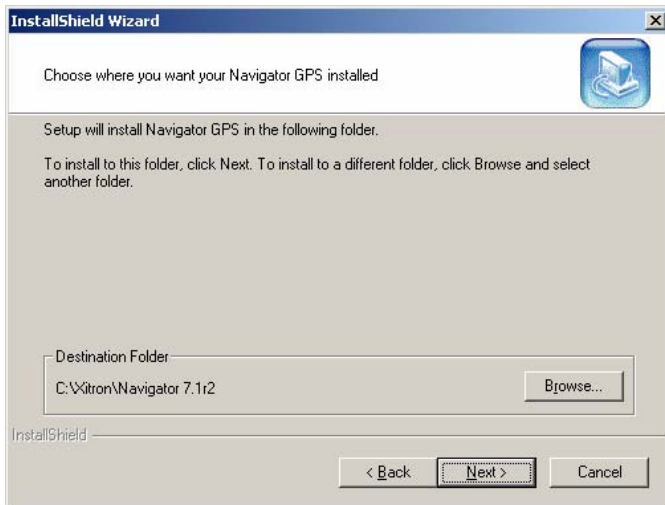 InstallShield Wizard
Choose where you want your Navigator GPS installed
Setup will install Navigator GPS in the following folder.
To install to this folder, click Next. To install to a different folder, click Browse and select
another folder.
Destination Folder
C:\Xitron\Navigator 7.1r2
Browse...
InstallShield
< Back
Next >
Cancel